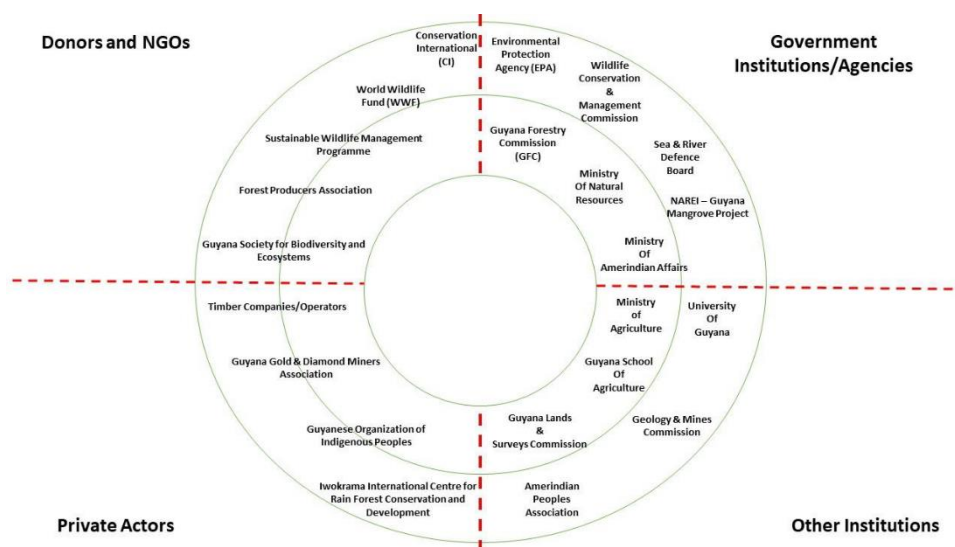 Donors and NGOs
Conservation
International
(CI)
World Wildlife
Fund (WWF)
Sustainable Wildlife Management
Programme
Forest Producers Association
Guyana Society for Biodiversity and
Ecosystems
Government
Institutions/Agencies
Environmental
Protection
Agency (EPA)
Wildlife
Conservation
&
Management
Commission
Guyana Forestry
Commission
(GFC)
Sea & River
Defence
Board
Ministry
Of Natural
Resources
NAREI – Guyana
Mangrove Project
Ministry
Of
Amerindian Affairs
Timber Companies/Operators
Guyana Gold & Diamond Miners
Association
Guyanese Organization of
Indigenous Peoples
Iwokrama International Centre for
Rain Forest Conservation and
Development
Private Actors
Ministry
of
Agriculture
University
Of
Guyana
Guyana School
Of
Agriculture
Guyana Lands
&
Surveys Commission
Geology & Mines
Commission
Amerindian
Peoples
Association
Other Institutions